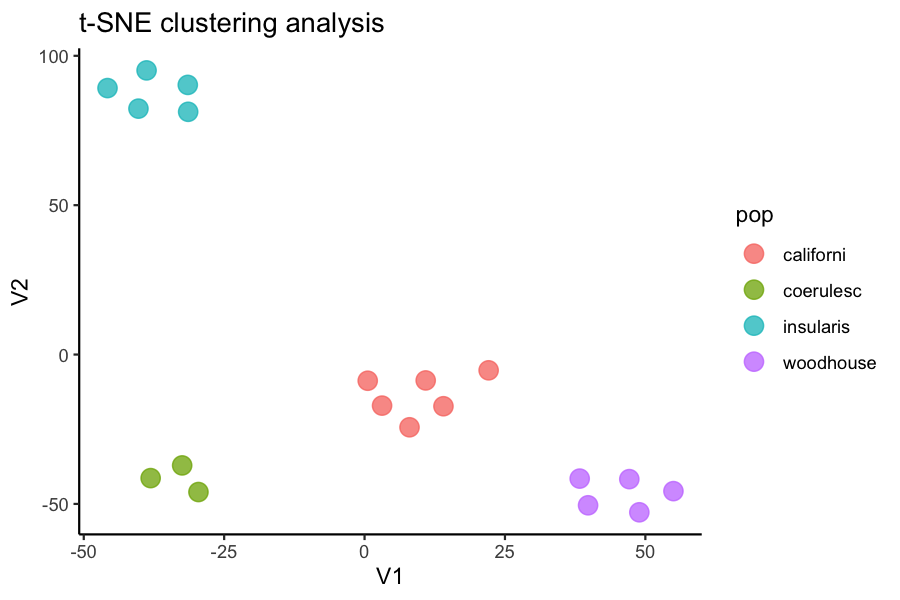 t-SNE clustering analysis
100
50
0
-50
V2
-50
-25
0
25
50
V1
pop
californi
coerulesc
insularis
woodhouse